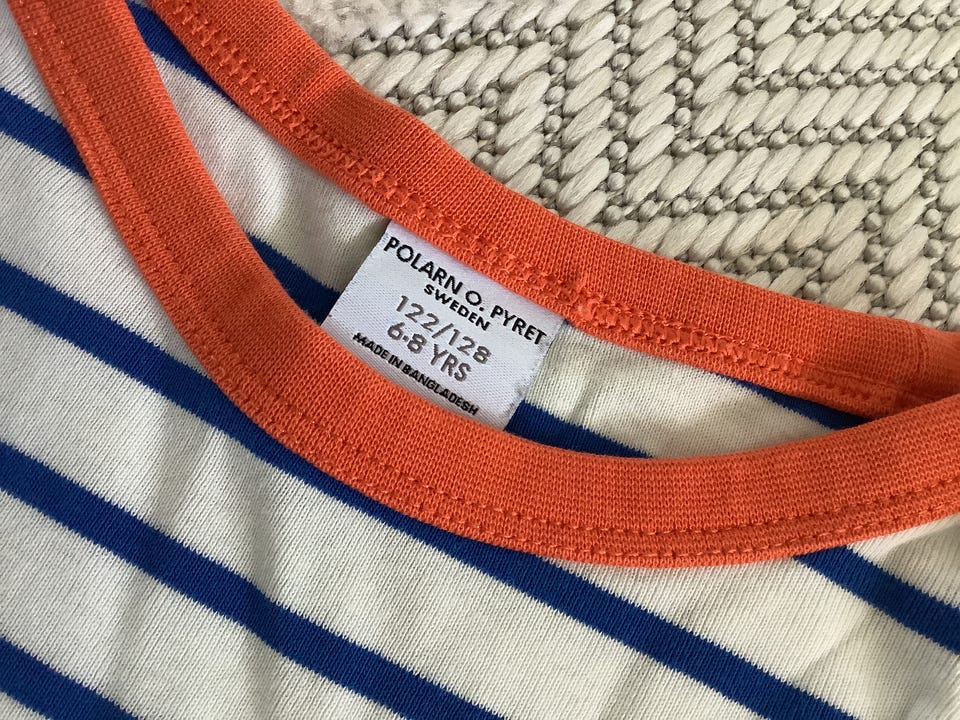 POLARN O. PYRET
SWEDEN
122/128
6-8 YRS
MADE IN BANGLADESH